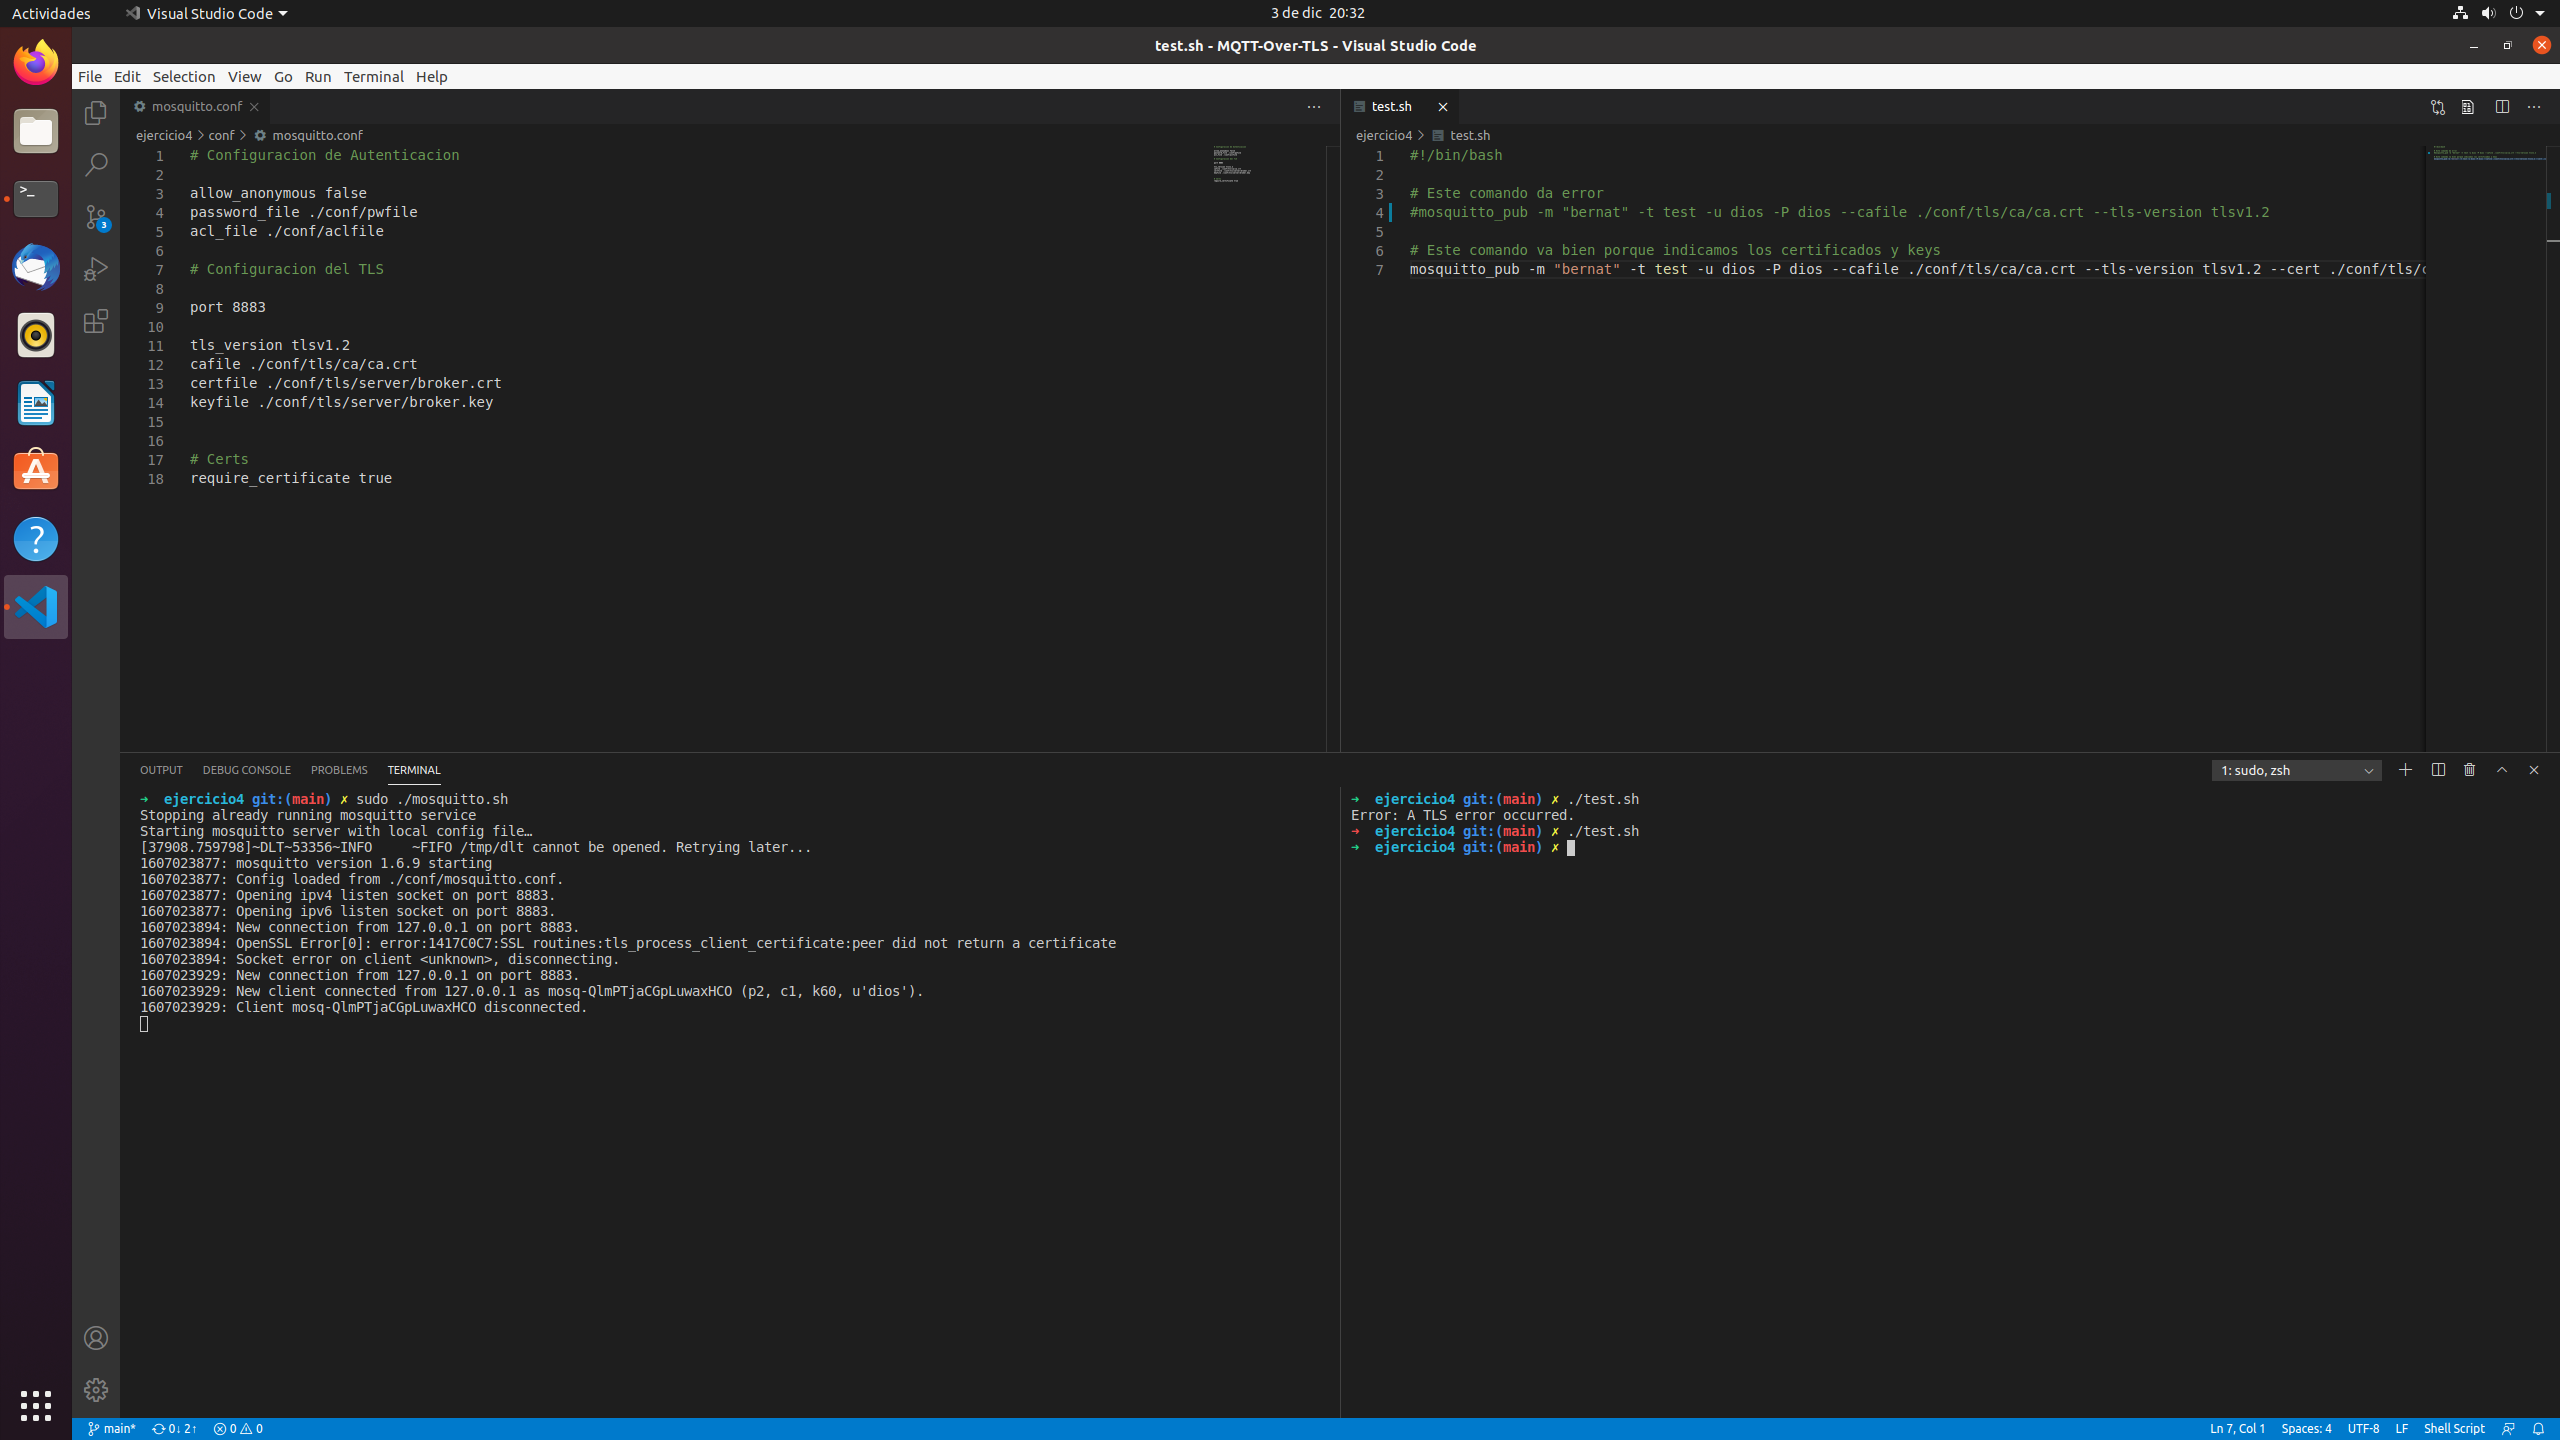 Actividades
Visual Studio Code
3 de dic 20:32
test.sh - MQTT-Over-TLS - Visual Studio Code
File Edit Selection View Go Run Terminal Help
mosquitto.conf
ejercicio4 > conf > mosquitto.conf
1 # Configuracion de Autenticacion
2
3 allow_anonymous false
4 password_file ./conf/pwfile
5 acl_file ./conf/aclfile
6
7 # Configuracion del TLS
8
9 port 8883
10
11 tls_version tlsv1.2
12 cafile ./conf/tls/ca/ca.crt
13 certfile ./conf/tls/server/broker.crt
14 keyfile ./conf/tls/server/broker.key
15
16
17 # Certs
18 require_certificate true
test.sh
ejercicio4 > test.sh
1 #!/bin/bash
2
3 # Este comando da error
4 #mosquitto_pub -m "bernat" -t test -u dios -P dios --cafile ./conf/tls/ca/ca.crt --tls-version tlsv1.2
5
6 # Este comando va bien porque indicamos los certificados y keys
7 mosquitto_pub -m "bernat" -t test -u dios -P dios --cafile ./conf/tls/ca/ca.crt --tls-version tlsv1.2 --cert ./conf/tls/c
3
OUTPUT DEBUG CONSOLE PROBLEMS TERMINAL
1: sudo, zsh
➜ ejercicio4 git:(main) ✗ sudo ./mosquitto.sh
Stopping already running mosquitto service
Starting mosquitto server with local config file…
[37908.759798]~DLT~53356~INFO ~FIFO /tmp/dlt cannot be opened. Retrying later...
1607023877: mosquitto version 1.6.9 starting
1607023877: Config loaded from ./conf/mosquitto.conf.
1607023877: Opening ipv4 listen socket on port 8883.
1607023877: Opening ipv6 listen socket on port 8883.
1607023894: New connection from 127.0.0.1 on port 8883.
1607023894: OpenSSL Error[0]: error:1417C0C7:SSL routines:tls_process_client_certificate:peer did not return a certificate
1607023894: Socket error on client <unknown>, disconnecting.
1607023929: New connection from 127.0.0.1 on port 8883.
1607023929: New client connected from 127.0.0.1 as mosq-QlmPTjaCGpLuwaxHCO (p2, c1, k60, u'dios').
1607023929: Client mosq-QlmPTjaCGpLuwaxHCO disconnected.
➜ ejercicio4 git:(main) ✗ ./test.sh
Error: A TLS error occurred.
➜ ejercicio4 git:(main) ✗ ./test.sh
➜ ejercicio4 git:(main) ✗
main* 0↓ 2↑ 0 0
Ln 7, Col 1 Spaces: 4 UTF-8 LF Shell Script